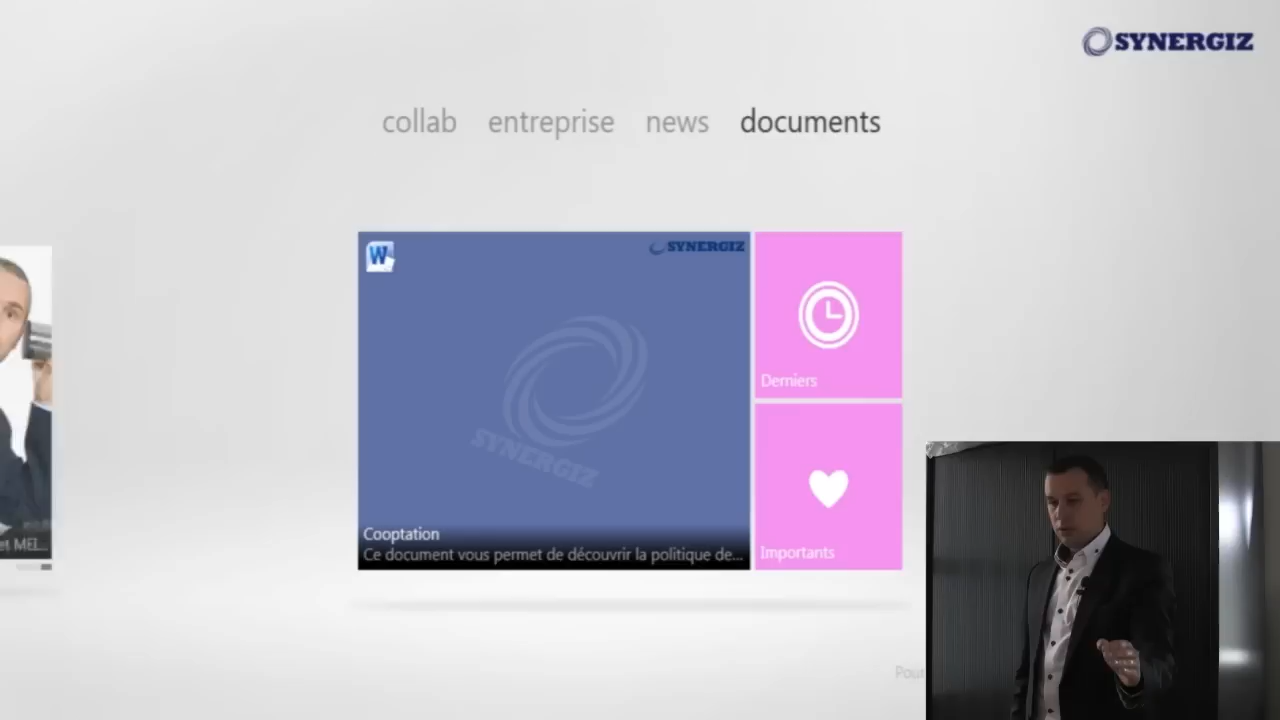 SYNERGIZ
collab entreprise news documents
W
SYNERGIZ
SYNERGIZ
Derniers
Cooptation
Ce document vous permet de découvrir la politique de...
Importants
et MEL...
Pour